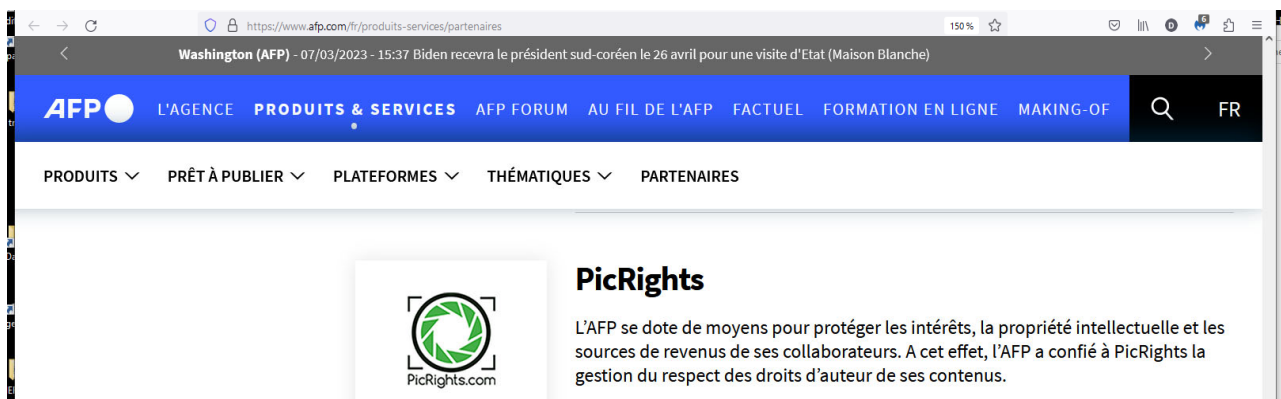 https://www.afp.com/fr/produits-services/partenaires 150 %
Washington (AFP) - 07/03/2023 - 15:37 Biden recevra le président sud-coréen le 26 avril pour une visite d'Etat (Maison Blanche)
AFP L'AGENCE PRODUITS & SERVICES AFP FORUM AU FIL DE L'AFP FACTUEL FORMATION EN LIGNE MAKING-OF FR
PRODUITS PRÊT À PUBLIER PLATEFORMES THÉMATIQUES PARTENAIRES
PicRights
L'AFP se dote de moyens pour protéger les intérêts, la propriété intellectuelle et les
sources de revenus de ses collaborateurs. A cet effet, l'AFP a confié à PicRights la
gestion du respect des droits d'auteur de ses contenus.
PicRights.com